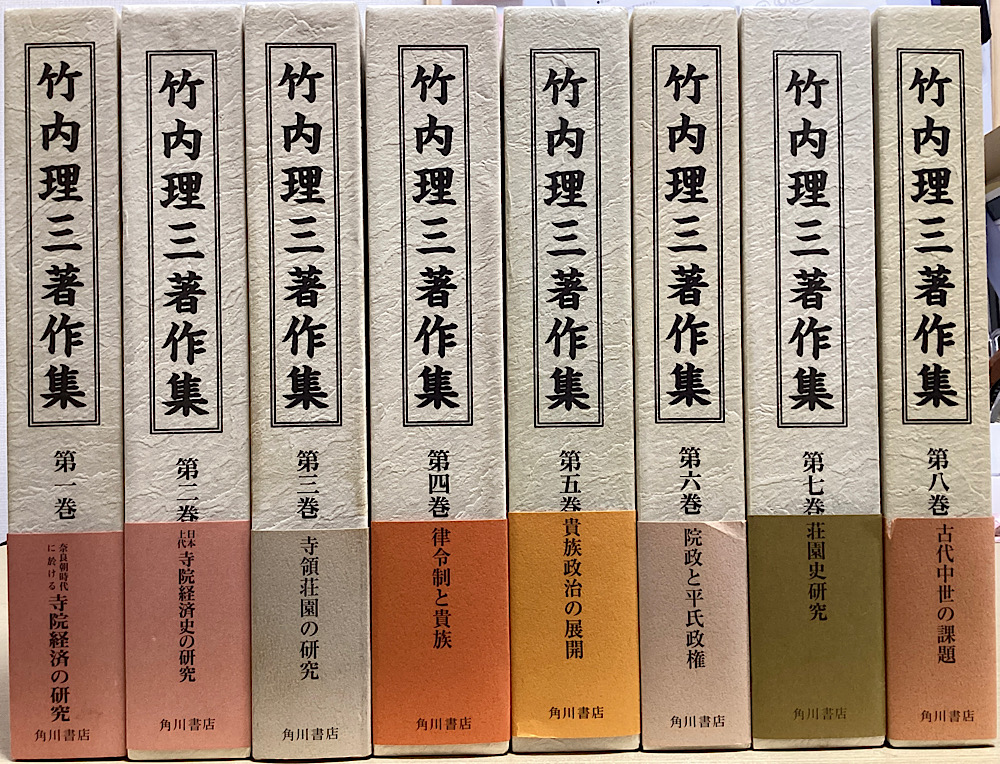 竹内理三著作集
第一巻
奈良朝時代
に於ける
寺院経済の研究
角川書店
竹内理三著作集
第二巻
日本
上代
寺院経済史の研究
角川書店
竹内理三著作集
第三巻
寺領荘園の研究
角川書店
竹内理三著作集
第四巻
律令制と貴族
角川書店
竹内理三著作集
第五巻
貴族政治の展開
角川書店
竹内理三著作集
第六巻
院政と平氏政権
角川書店
竹内理三著作集
第七巻
荘園史研究
角川書店
竹内理三著作集
第八巻
古代中世の課題
角川書店